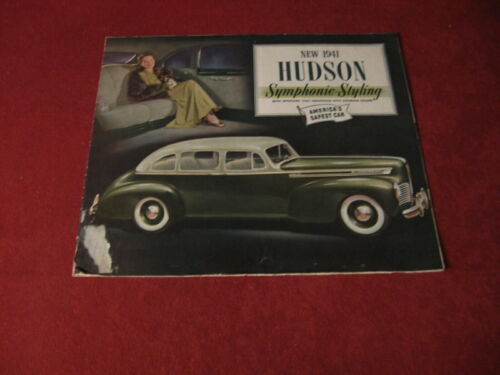 NEW 1941
HUDSON
Symphonic Styling
AMERICA'S
SAFEST CAR